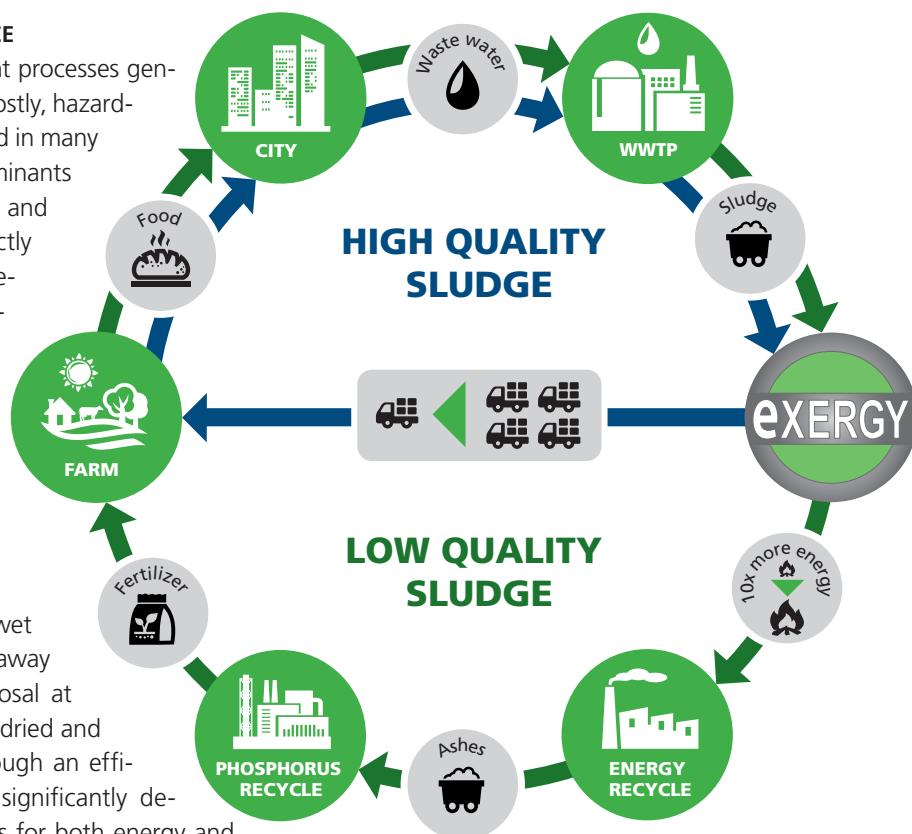 CE
at processes gen-
ostly, hazard-
d in many
minants
and
ctly
e-
-
CITY
Waste water
WWTP
Food
Sludge
HIGH QUALITY
SLUDGE
FARM
eXERGY
LOW QUALITY
SLUDGE
Fertilizer
10x more energy
wet
away
osal at
dried and
ough an effi-
significantly de-
s for both energy and
PHOSPHORUS
RECYCLE
Ashes
ENERGY
RECYCLE